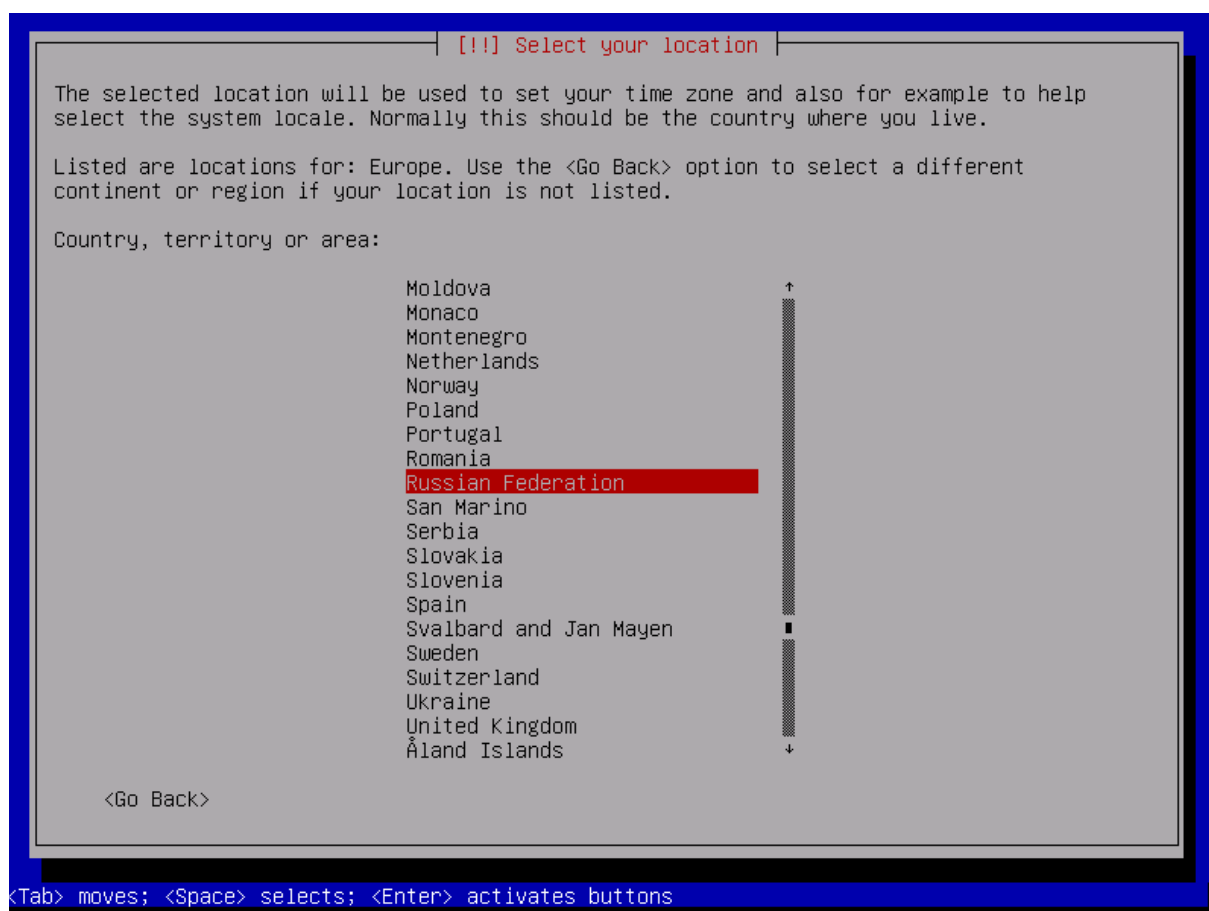 [!!] Select your location
The selected location will be used to set your time zone and also for example to help
select the system locale. Normally this should be the country where you live.
Listed are locations for: Europe. Use the <Go Back> option to select a different
continent or region if your location is not listed.
Country, territory or area:
Moldova
Monaco
Montenegro
Netherlands
Norway
Poland
Portugal
Romania
Russian Federation
San Marino
Serbia
Slovakia
Slovenia
Spain
Svalbard and Jan Mayen
Sweden
Switzerland
Ukraine
United Kingdom
Åland Islands
<Go Back>
<Tab> moves; <Space> selects; <Enter> activates buttons